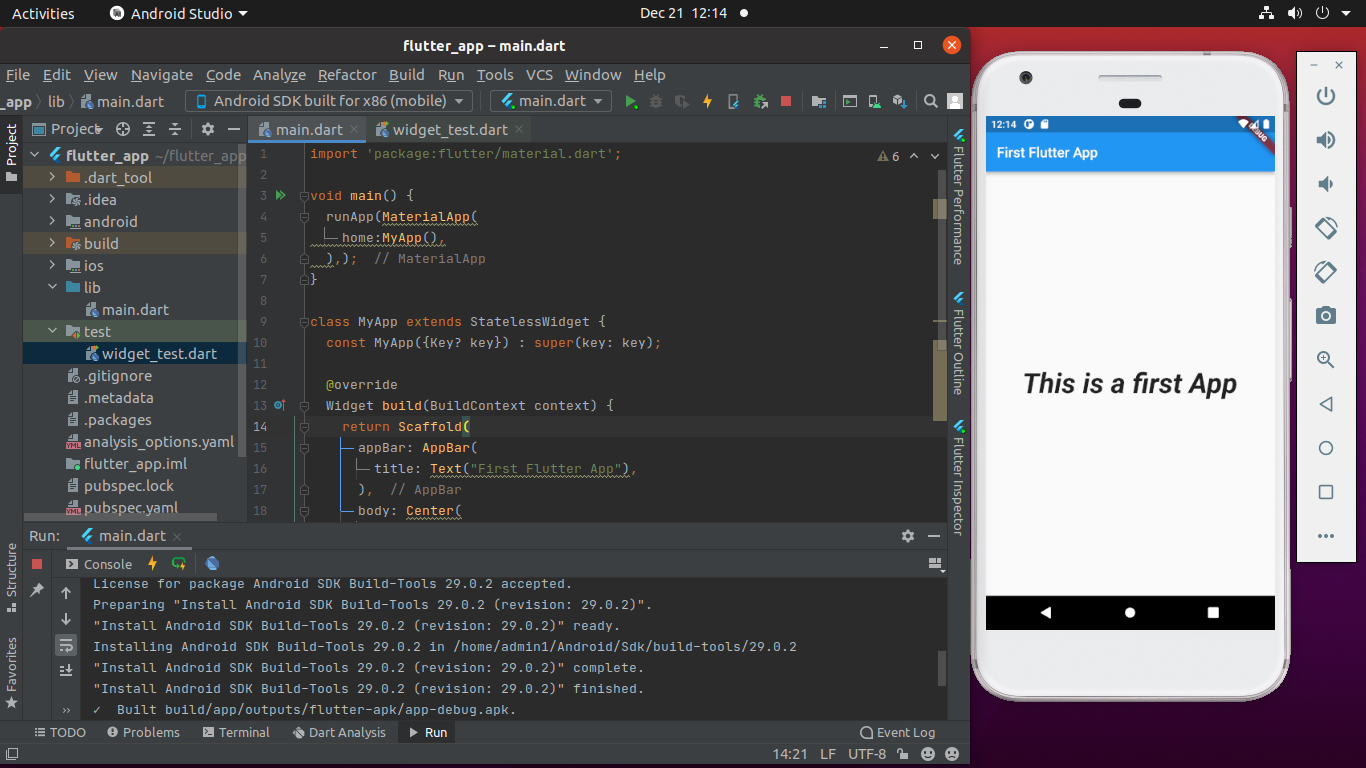 Activities Android Studio Dec 21 12:14
flutter_app – main.dart
File Edit View Navigate Code Analyze Refactor Build Run Tools VCS Window Help
_app lib main.dart Android SDK built for x86 (mobile) main.dart
Project
main.dart widget_test.dart
Project
flutter_app ~/flutter_app
.dart_tool
.idea
android
build
ios
lib
main.dart
test
widget_test.dart
.gitignore
.metadata
.packages
analysis_options.yaml
flutter_app.iml
pubspec.lock
pubspec.yaml
6
1 import 'package:flutter/material.dart';
2
3 void main() {
4 runApp(MaterialApp(
5 home:MyApp(),
6 ),); // MaterialApp
7 }
8
9 class MyApp extends StatelessWidget {
10 const MyApp({Key? key}) : super(key: key);
11
12 @override
13 Widget build(BuildContext context) {
14 return Scaffold(
15 appBar: AppBar(
16 title: Text("First Flutter App"),
17 ), // AppBar
18 body: Center(
Flutter Performance
Flutter Outline
Flutter Inspector
Run: main.dart
Console
License for package Android SDK Build-Tools 29.0.2 accepted.
Preparing "Install Android SDK Build-Tools 29.0.2 (revision: 29.0.2)".
"Install Android SDK Build-Tools 29.0.2 (revision: 29.0.2)" ready.
Installing Android SDK Build-Tools 29.0.2 in /home/admin1/Android/Sdk/build-tools/29.0.2
"Install Android SDK Build-Tools 29.0.2 (revision: 29.0.2)" complete.
"Install Android SDK Build-Tools 29.0.2 (revision: 29.0.2)" finished.
✓ Built build/app/outputs/flutter-apk/app-debug.apk.
Structure
Favorites
TODO Problems Terminal Dart Analysis Run Event Log
14:21 LF UTF-8
12:14
DEBUG
First Flutter App
This is a first App